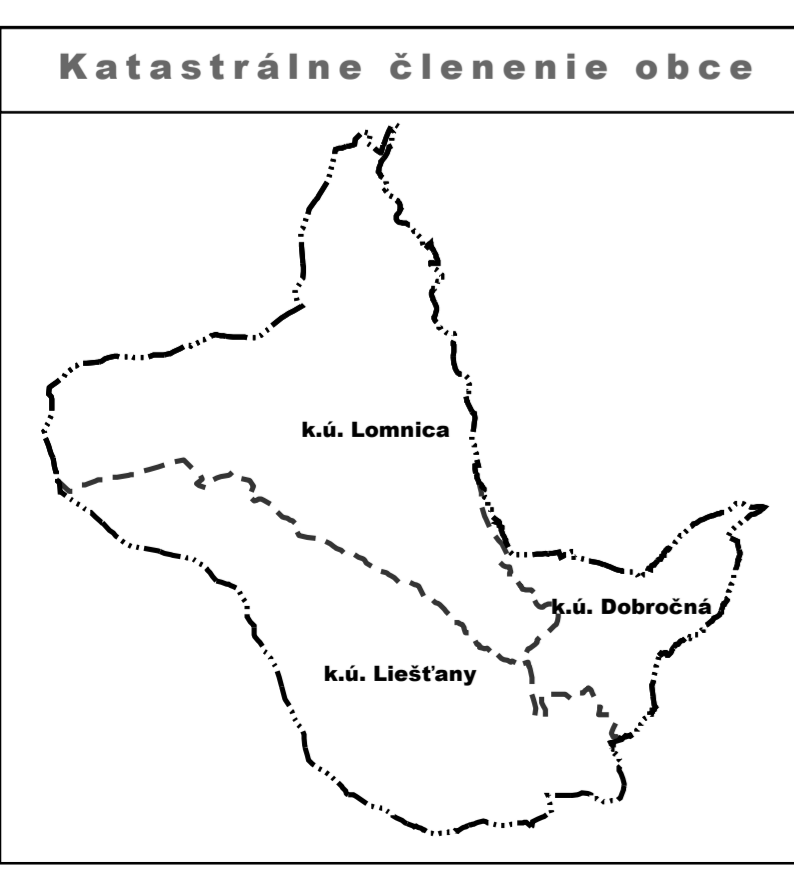 Katastrálne členenie obce
k.ú. Lomnica
k.ú. Dobročná
k.ú. Liešťany